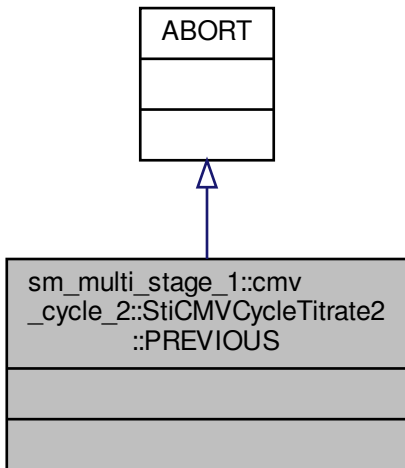 ABORT
sm_multi_stage_1::cmv
_cycle_2::StiCMVCycleTitrate2
::PREVIOUS